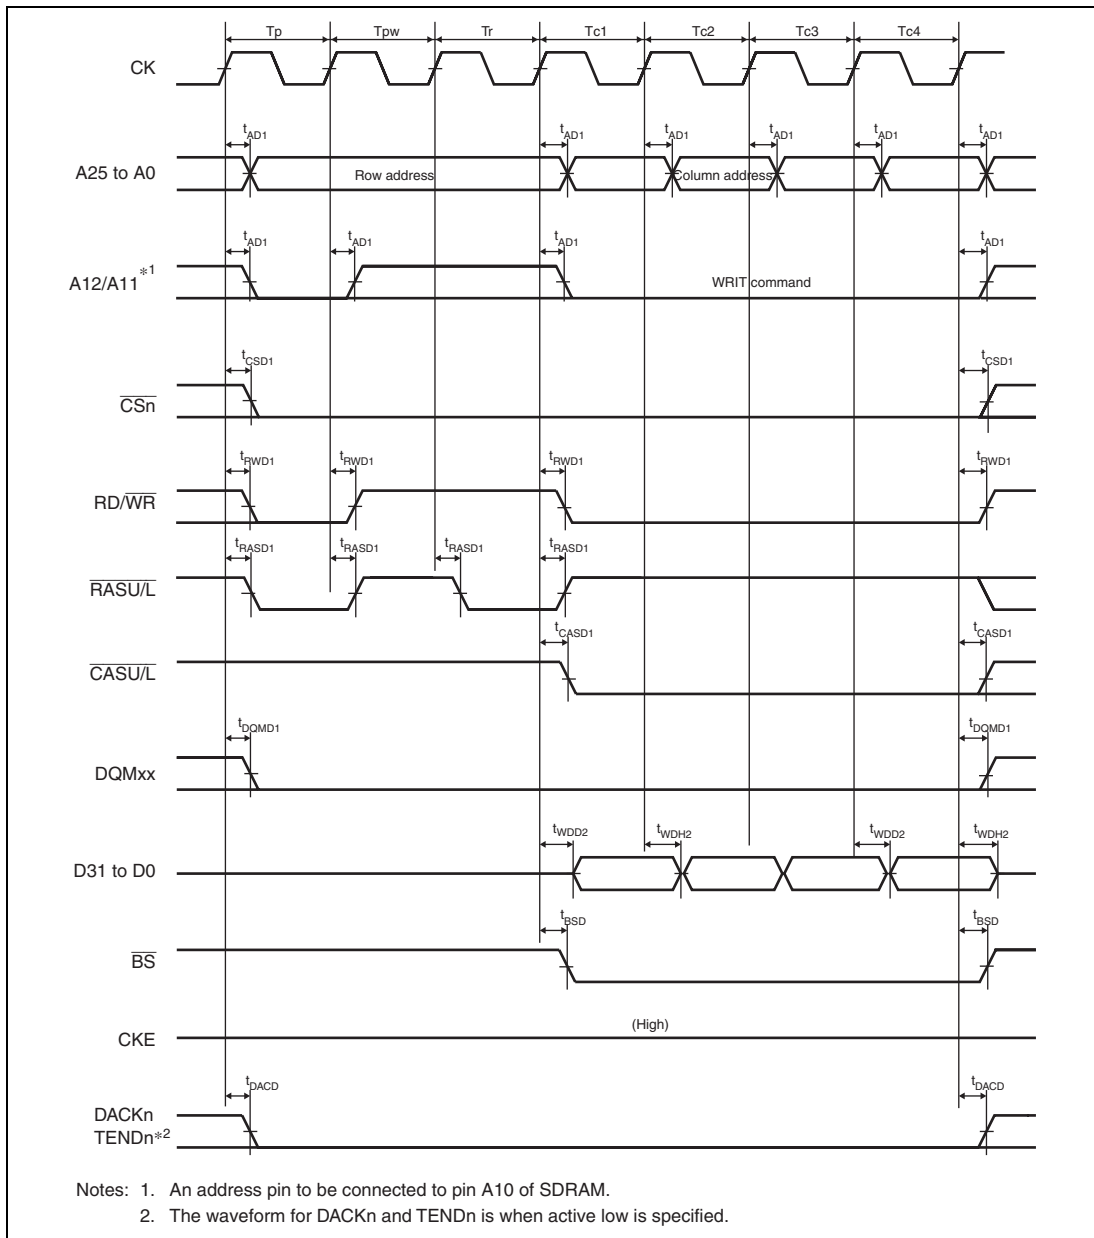 Tp Tpw Tr Tc1 Tc2 Tc3 Tc4
CK
tAD1 tAD1 tAD1 tAD1 tAD1 tAD1
A25 to A0
Row address
Column address
tAD1 tAD1 tAD1 tAD1
A12/A11*1
WRIT command
tCSD1 tCSD1
CSn
tRWD1 tRWD1 tRWD1 tRWD1
RD/WR
tRASD1 tRASD1 tRASD1 tRASD1
RASU/L
tCASD1 tCASD1
CASU/L
tDQMD1 tDQMD1
DQMxx
tWDD2 tWDH2 tWDD2 tWDH2
D31 to D0
tBSD tBSD
BS
(High)
CKE
tDACD tDACD
DACKn
TENDn*2
Notes: 1. An address pin to be connected to pin A10 of SDRAM.
2. The waveform for DACKn and TENDn is when active low is specified.